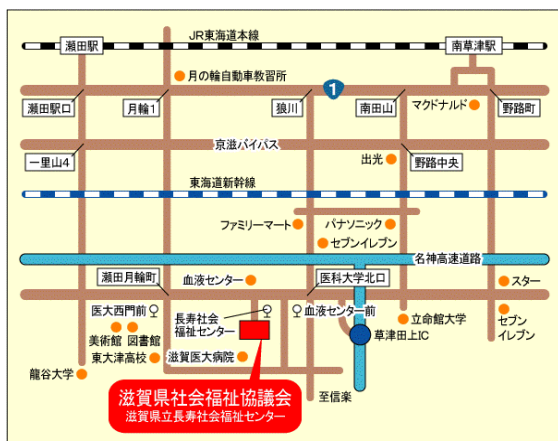 JR東海道本線
瀬田駅
南草津駅
月の輪自動車教習所
1
瀬田駅口
月輪1
狼川
南田山
マクドナルド
野路町
京滋バイパス
一里山4
出光
野路中央
東海道新幹線
ファミリーマート
パナソニック
セブンイレブン
名神高速道路
瀬田月輪町
血液センター
医科大学北口
スター
医大西門前
長寿社会
福祉センター
血液センター前
立命館大学
セブン
イレブン
美術館
図書館
草津田上IC
東大津高校
滋賀医大病院
龍谷大学
滋賀県社会福祉協議会
滋賀県立長寿社会福祉センター
至信楽